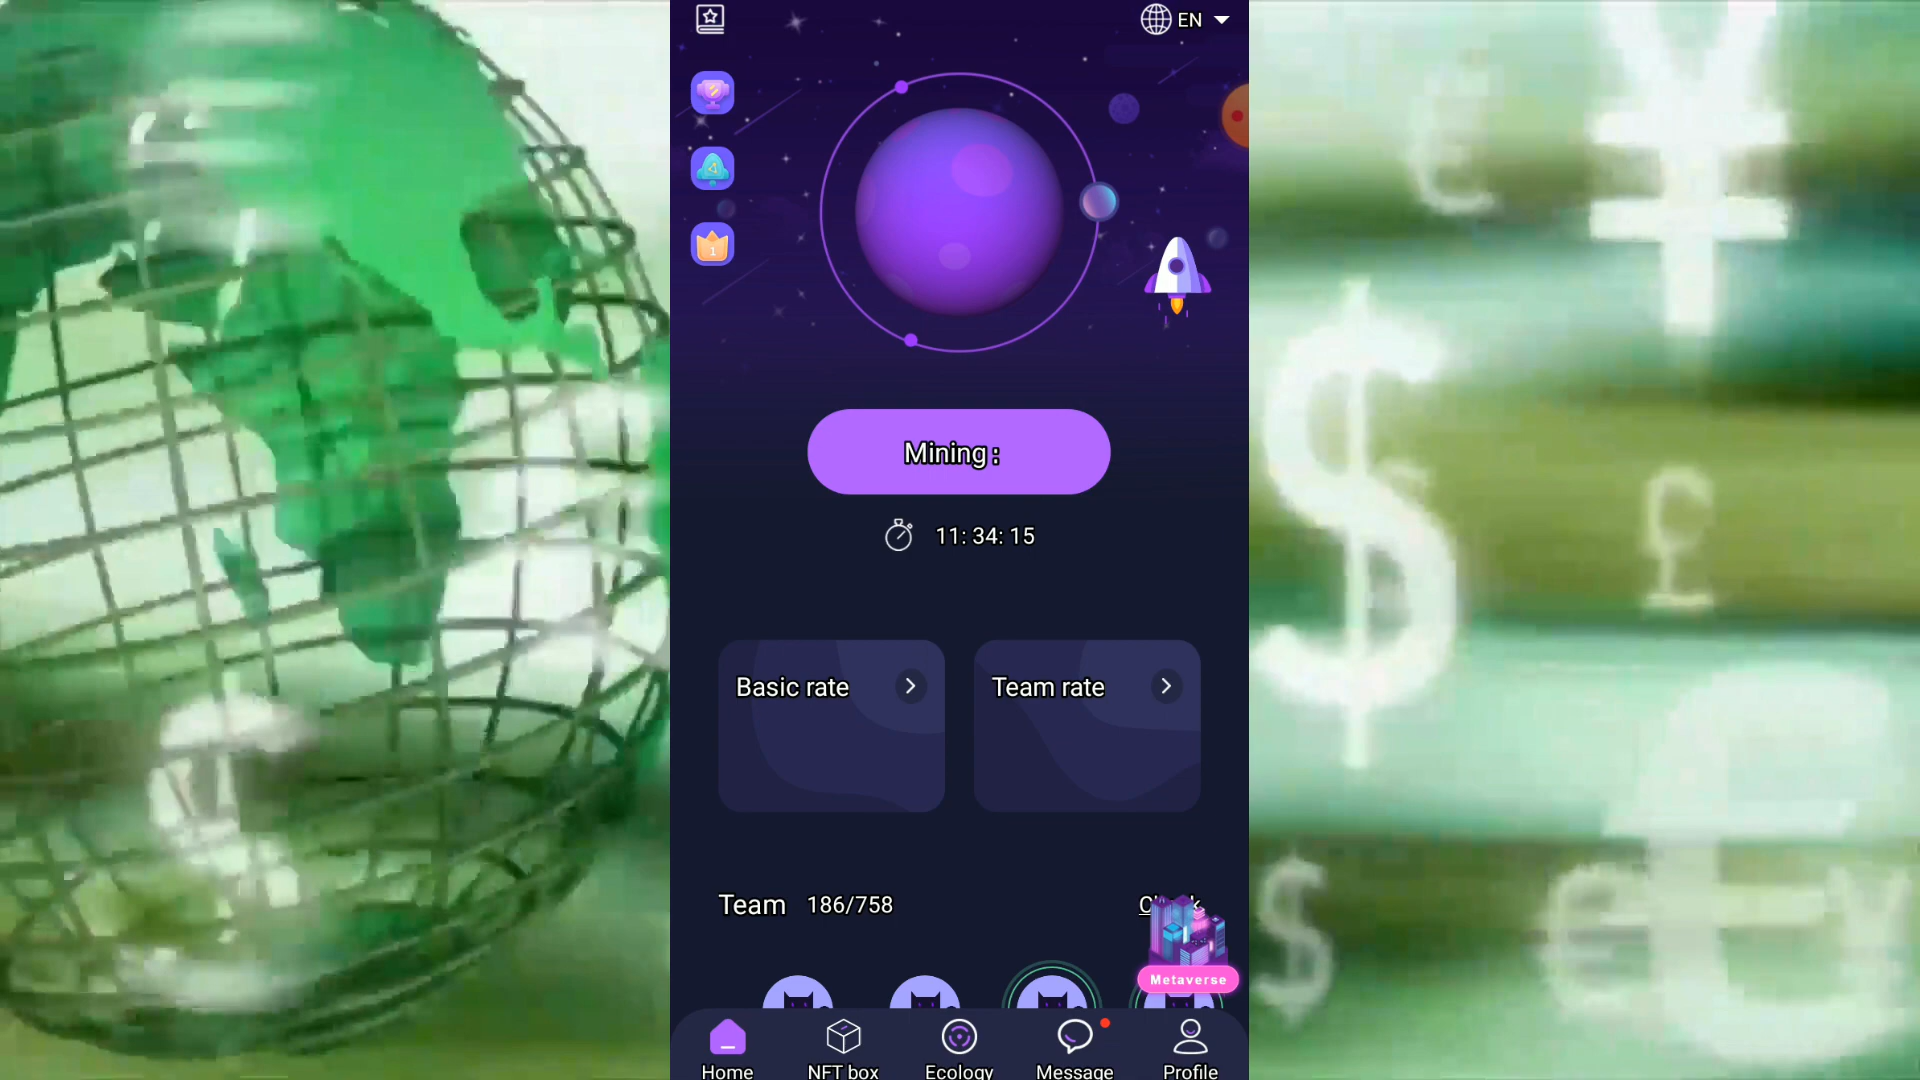 EN
1
Mining :
11: 34: 15
Basic rate
Team rate
Team 186/758
Metaverse
Home NFT box Ecology Message Profile
¥
$
£
$